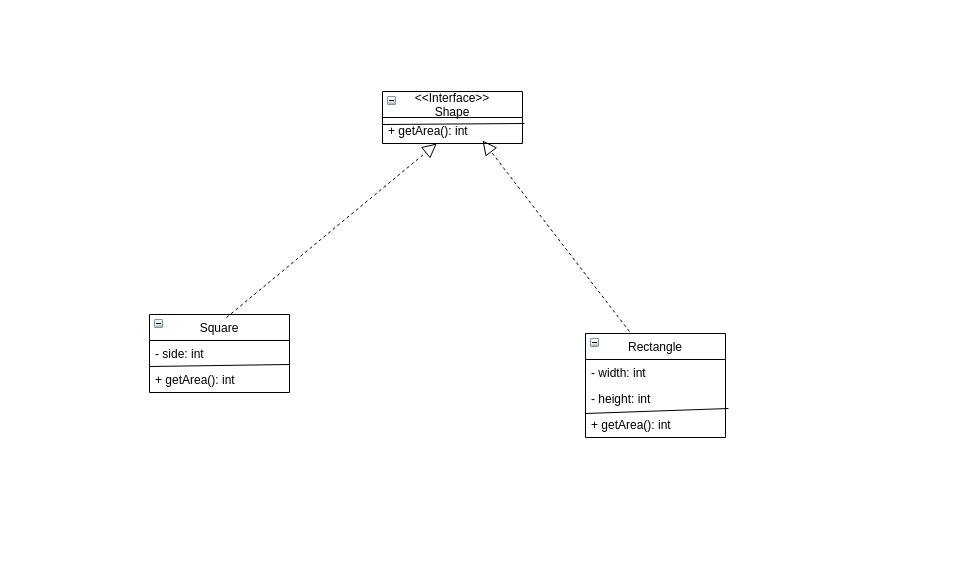 <<Interface>>
Shape
+ getArea(): int
Square
- side: int
+ getArea(): int
Rectangle
- width: int
- height: int
+ getArea(): int